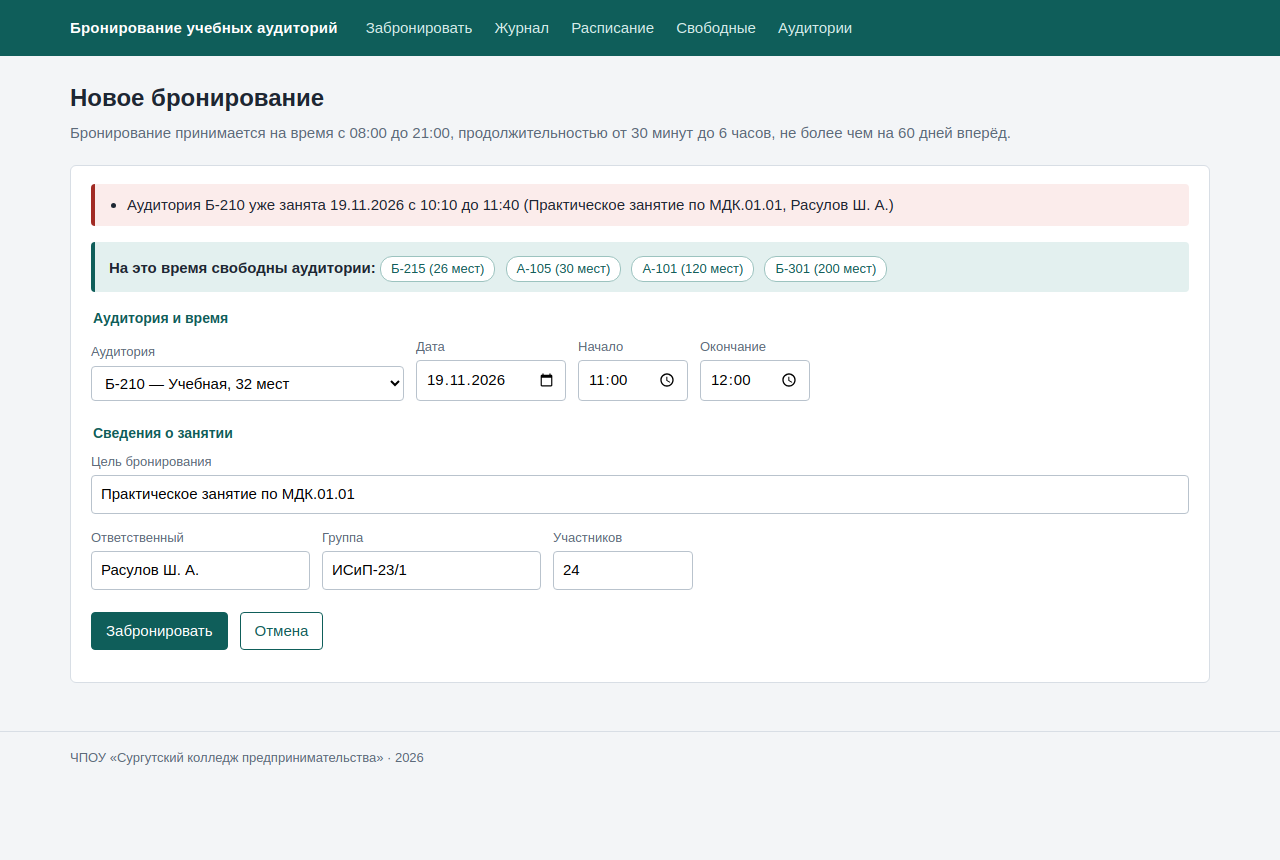 Бронирование учебных аудиторий Забронировать Журнал Расписание Свободные Аудитории
Новое бронирование
Бронирование принимается на время с 08:00 до 21:00, продолжительностью от 30 минут до 6 часов, не более чем на 60 дней вперёд.
Аудитория Б-210 уже занята 19.11.2026 с 10:10 до 11:40 (Практическое занятие по МДК.01.01, Расулов Ш. А.)
На это время свободны аудитории: Б-215 (26 мест) А-105 (30 мест) А-101 (120 мест) Б-301 (200 мест)
Аудитория и время
Аудитория Дата Начало Окончание
Б-210 — Учебная, 32 мест 19.11.2026 11:00 12:00
Сведения о занятии
Цель бронирования
Практическое занятие по МДК.01.01
Ответственный Группа Участников
Расулов Ш. А. ИСиП-23/1 24
Забронировать Отмена
ЧПОУ «Сургутский колледж предпринимательства» · 2026